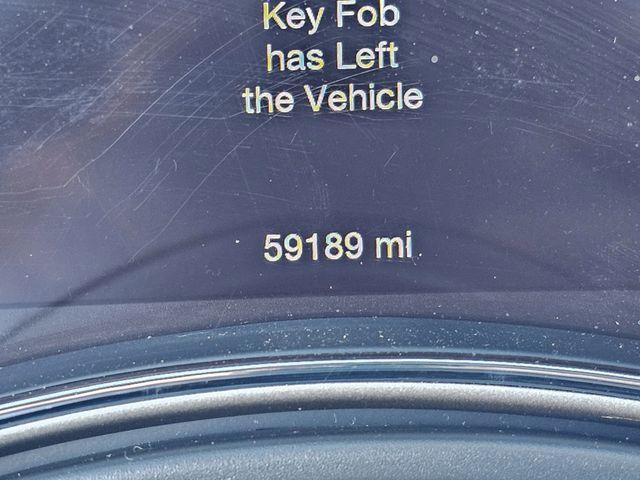 Key Fob
has Left
the Vehicle
59189 mi